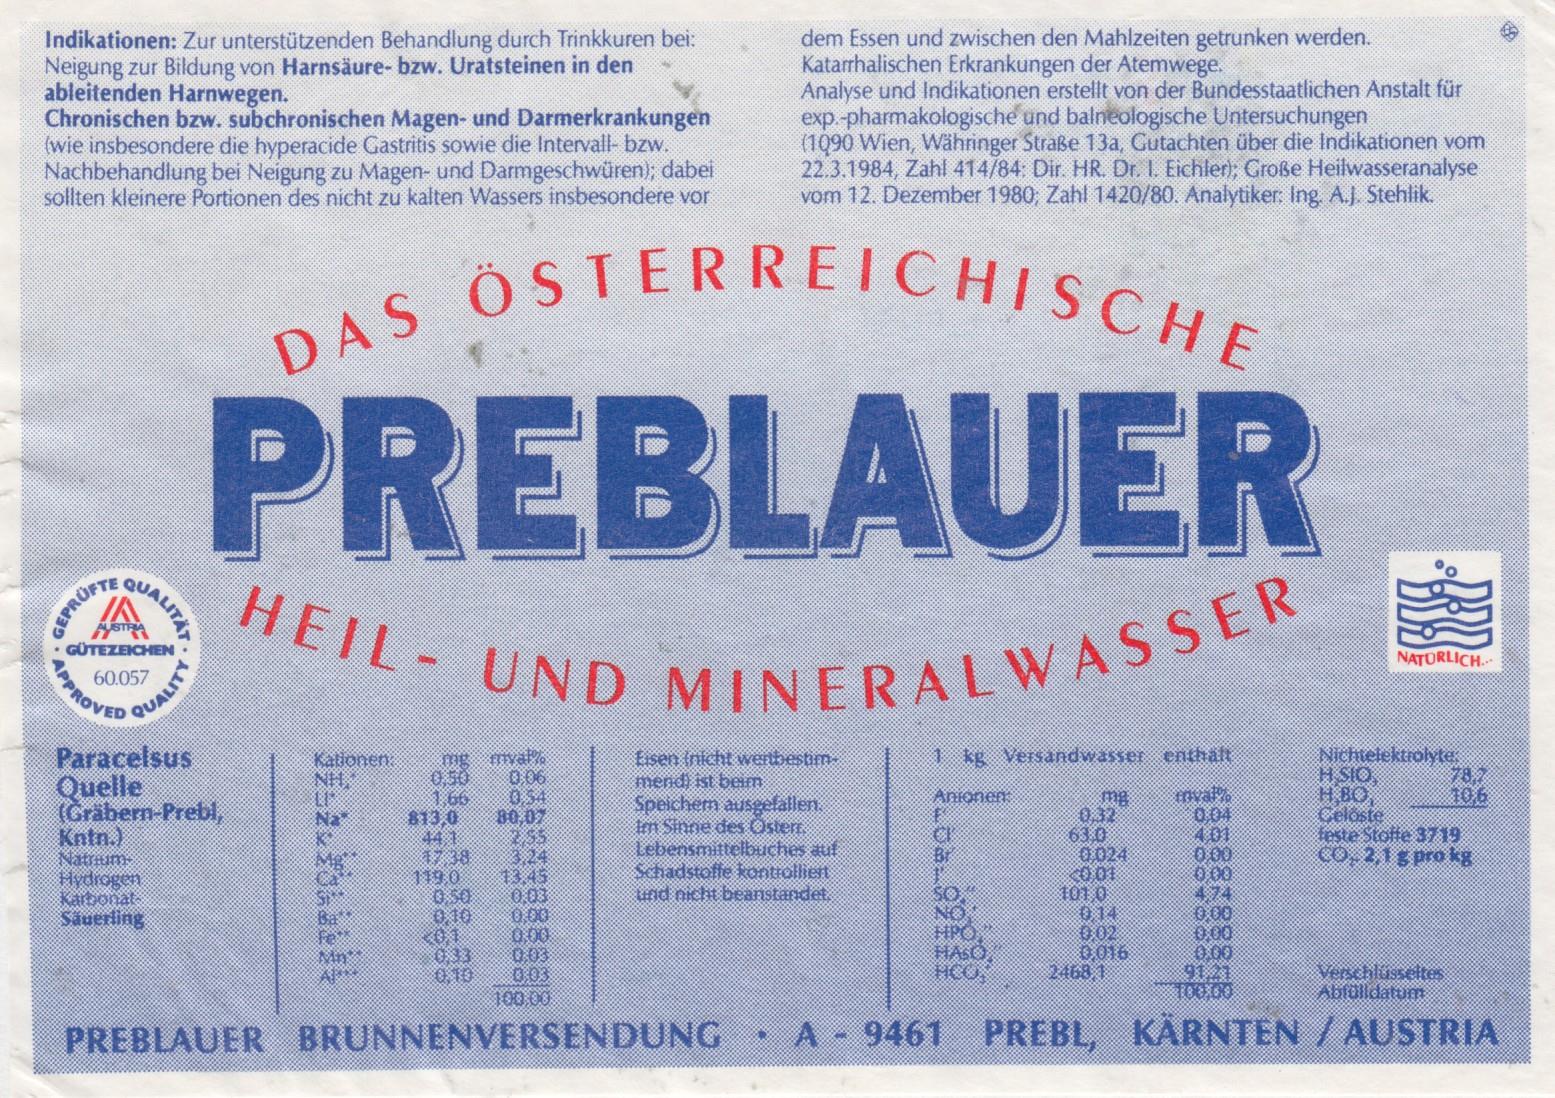 Indikationen: Zur unterstützenden Behandlung durch Trinkkuren bei:
Neigung zur Bildung von Harnsäure- bzw. Uratsteinen in den
ableitenden Harnwegen.
Chronischen bzw. subchronischen Magen- und Darmerkrankungen
(wie insbesondere die hyperacide Gastritis sowie die Intervall- bzw.
Nachbehandlung bei Neigung zu Magen- und Darmgeschwüren); dabei
sollten kleinere Portionen des nicht zu kalten Wassers insbesondere vor
dem Essen und zwischen den Mahlzeiten getrunken werden.
Katarrhalischen Erkrankungen der Atemwege.
Analyse und Indikationen erstellt von der Bundesstaatlichen Anstalt für
exp.-pharmakologische und balneologische Untersuchungen
(1090 Wien, Währinger Straße 13a, Gutachten über die Indikationen vom
22.3.1984, Zahl 414/84: Dir. HR. Dr. I. Eichler); Große Heilwasseranalyse
vom 12. Dezember 1980; Zahl 1420/80. Analytiker: Ing. A.J. Stehlik.
DAS ÖSTERREICHISCHE
PREBLAUER
HEIL- UND MINERALWASSER
GEPRÜFTE QUALITÄT
AUSTRIA
GÜTEZEICHEN
60.057
APPROVED QUALITY
NATÜRLICH...
Paracelsus
Quelle
(Gräbern-Prebl,
Kntn.)
Natrium-
Hydrogen
Karbonat-
Säuerling
Kationen: mg mval%
NH₄⁺ 0,50 0,06
Li⁺ 1,66 0,54
Na⁺ 813,0 80,07
K⁺ 44,1 2,55
Mg⁺⁺ 17,38 3,24
Ca⁺⁺ 119,0 13,45
Sr⁺⁺ 0,50 0,03
Ba⁺⁺ 0,10 0,00
Fe⁺⁺ <0,1 0,00
Mn⁺⁺ 0,33 0,03
Al⁺⁺⁺ 0,10 0,03
100,00
Eisen (nicht wertbestim-
mend) ist beim
Speichern ausgefallen.
Im Sinne des Österr.
Lebensmittelbuches auf
Schadstoffe kontrolliert
und nicht beanstandet.
1 kg Versandwasser enthält
Anionen: mg mval%
F' 0,32 0,04
Cl' 63.0 4,01
Br' 0.024 0,00
J' <0.01 0,00
SO₄'' 101,0 4,74
NO₃' 0,14 0,00
HPO₄'' 0,02 0,00
HAsO₄'' 0,016 0,00
HCO₃' 2468,1 91,21
100,00
Nichtelektrolyte:
H₂SiO₃ 78,7
H₃BO₃ 10,6
Gelöste
feste Stoffe 3719
CO₂: 2,1 g pro kg
Verschlüsseltes
Abfülldatum
PREBLAUER BRUNNENVERSENDUNG · A - 9461 PREBL, KÄRNTEN / AUSTRIA